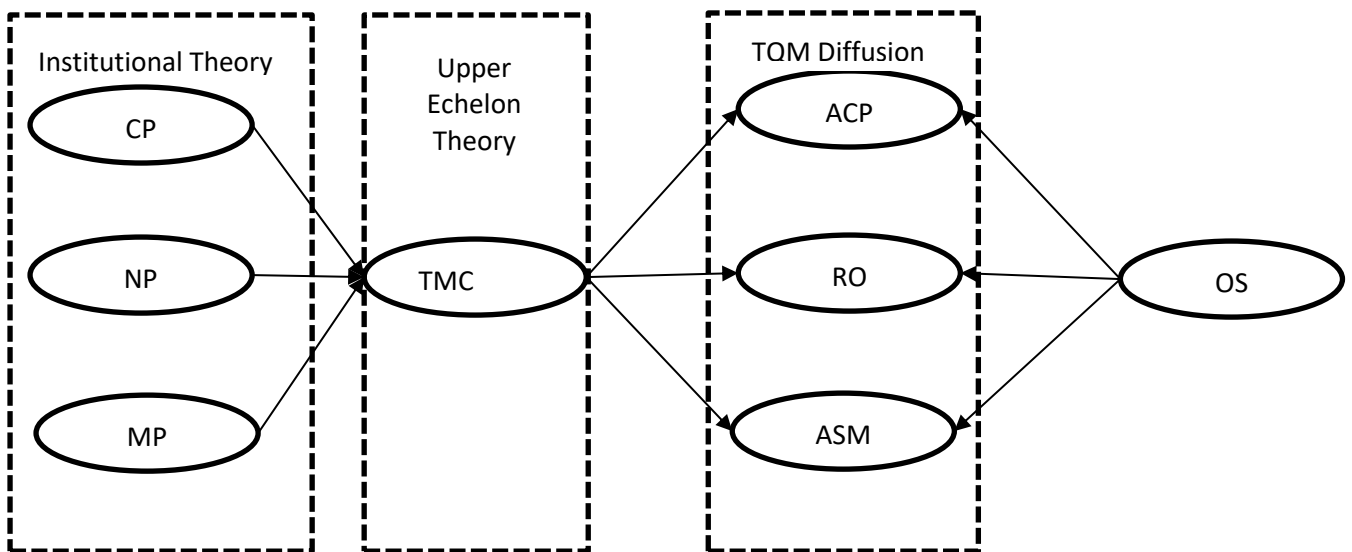 Institutional Theory
CP
NP
MP
Upper
Echelon
Theory
TMC
TQM Diffusion
ACP
RO
ASM
OS